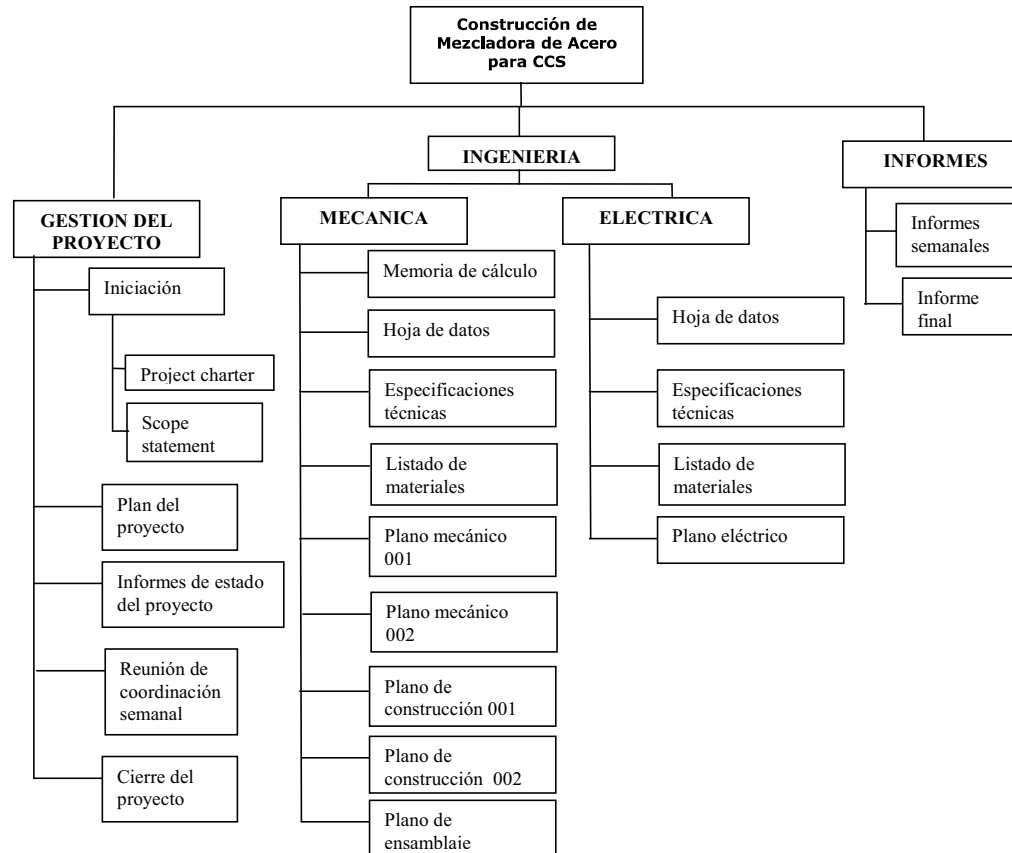 Construcción de
Mezcladora de Acero
para CCS
INGENIERIA
INFORMES
GESTION DEL
PROYECTO
MECANICA
ELECTRICA
Iniciación
Project charter
Scope
statement
Plan del
proyecto
Informes de estado
del proyecto
Reunión de
coordinación
semanal
Cierre del
proyecto
Memoria de cálculo
Hoja de datos
Especificaciones
técnicas
Listado de
materiales
Plano mecánico
001
Plano mecánico
002
Plano de
construcción 001
Plano de
construcción 002
Plano de
ensamblaje
Hoja de datos
Especificaciones
técnicas
Listado de
materiales
Plano eléctrico
Informes
semanales
Informe
final